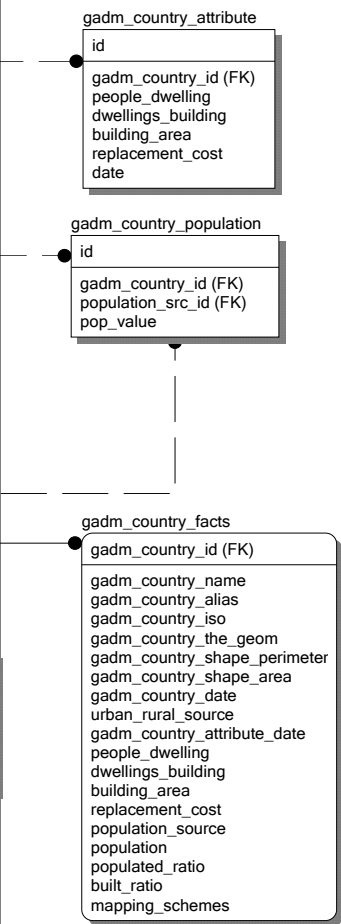 gadm_country_attribute
id
gadm_country_id (FK)
people_dwelling
dwellings_building
building_area
replacement_cost
date
gadm_country_population
id
gadm_country_id (FK)
population_src_id (FK)
pop_value
gadm_country_facts
gadm_country_id (FK)
gadm_country_name
gadm_country_alias
gadm_country_iso
gadm_country_the_geom
gadm_country_shape_perimeter
gadm_country_shape_area
gadm_country_date
urban_rural_source
gadm_country_attribute_date
people_dwelling
dwellings_building
building_area
replacement_cost
population_source
population
populated_ratio
built_ratio
mapping_schemes